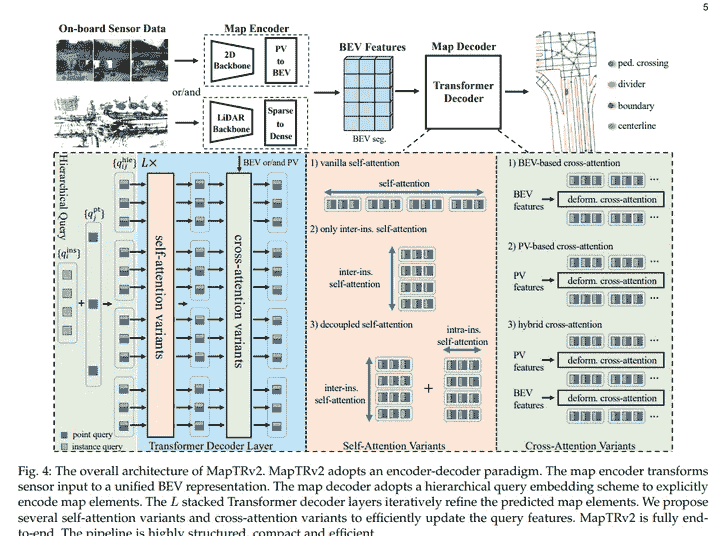 5
On-board Sensor Data
Map Encoder
2D
Backbone
PV
to
BEV
or/and
LiDAR
Backbone
Sparse
to
Dense
BEV Features
BEV seg.
Map Decoder
Transformer
Decoder
ped. crossing
divider
boundary
centerline
Hierarchical Query
{q_i^ins}
+
{q_j^pt}
{q_ij^hie}
L×
BEV or/and PV
self-attention variants
cross-attention variants
point query
instance query
Transformer Decoder Layer
1) vanilla self-attention
self-attention
2) only inter-ins. self-attention
inter-ins.
self-attention
3) decoupled self-attention
intra-ins.
self-attention
inter-ins.
self-attention
+
Self-Attention Variants
1) BEV-based cross-attention
BEV
features
deform. cross-attention
...
...
2) PV-based cross-attention
PV
features
deform. cross-attention
...
...
3) hybrid cross-attention
PV
features
deform. cross-attention
BEV
features
deform. cross-attention
...
...
...
Cross-Attention Variants
Fig. 4: The overall architecture of MapTRv2. MapTRv2 adopts an encoder-decoder paradigm. The map encoder transforms
sensor input to a unified BEV representation. The map decoder adopts a hierarchical query embedding scheme to explicitly
encode map elements. The L stacked Transformer decoder layers iteratively refine the predicted map elements. We propose
several self-attention variants and cross-attention variants to efficiently update the query features. MapTRv2 is fully end-
to-end. The pipeline is highly structured, compact and efficient.